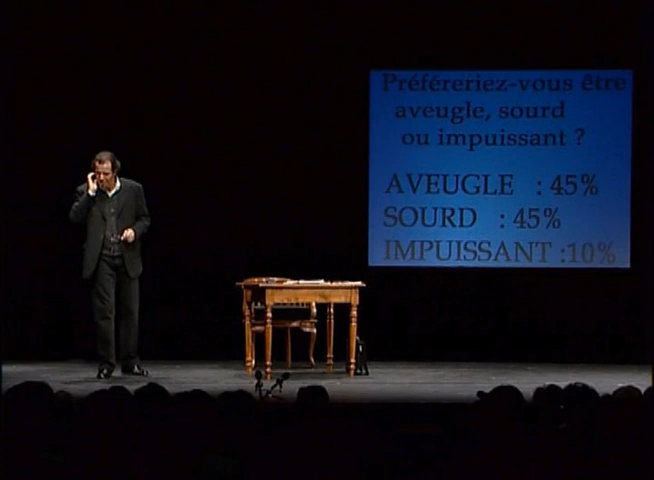 Préféreriez-vous être
aveugle, sourd
ou impuissant ?
AVEUGLE : 45%
SOURD : 45%
IMPUISSANT :10%